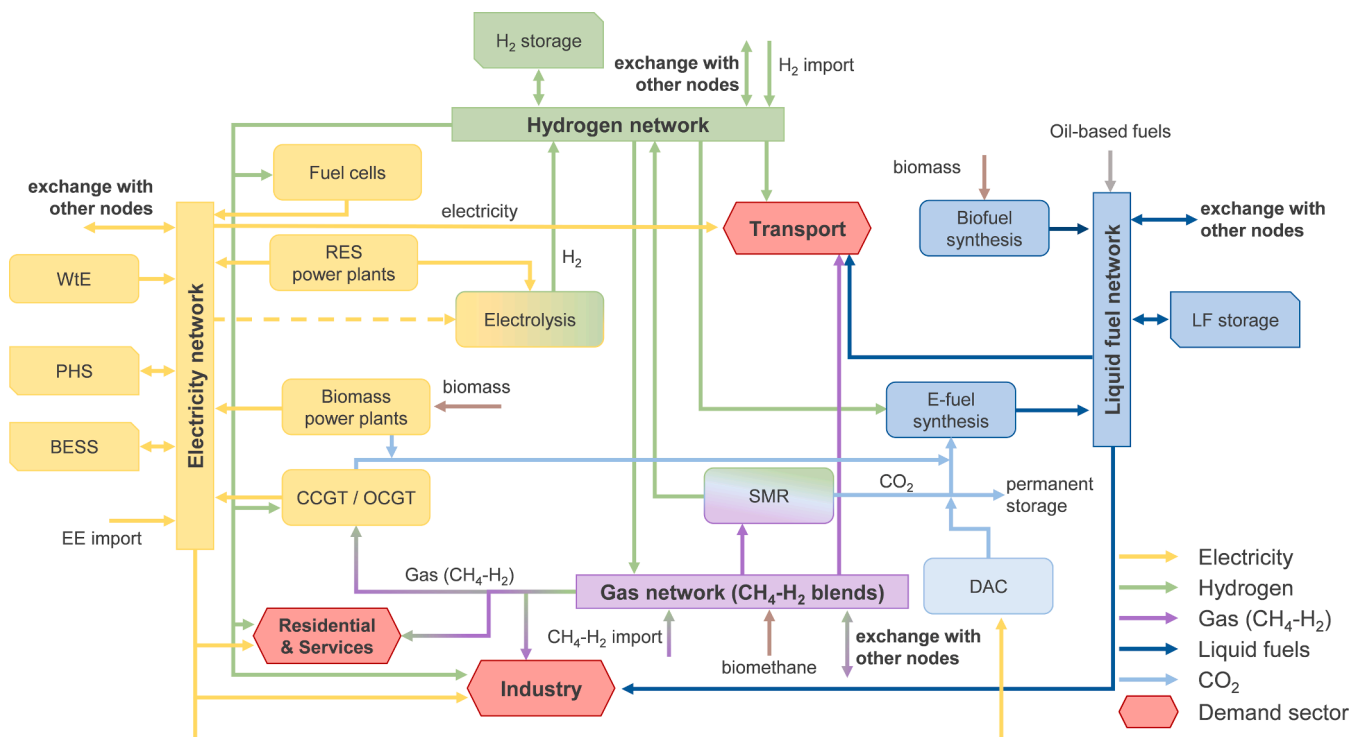 H2 storage
exchange with
other nodes
H2 import
Hydrogen network
Oil-based fuels
biomass
Fuel cells
exchange with
other nodes
electricity
Transport
Biofuel
synthesis
exchange with
other nodes
RES
power plants
H2
WtE
Electrolysis
LF storage
Electricity network
Liquid fuel network
PHS
Biomass
power plants
biomass
E-fuel
synthesis
BESS
CCGT / OCGT
SMR
CO2
permanent
storage
EE import
Gas (CH4-H2)
Gas network (CH4-H2 blends)
DAC
Residential
& Services
CH4-H2 import
biomethane
exchange with
other nodes
Industry
Electricity
Hydrogen
Gas (CH4-H2)
Liquid fuels
CO2
Demand sector